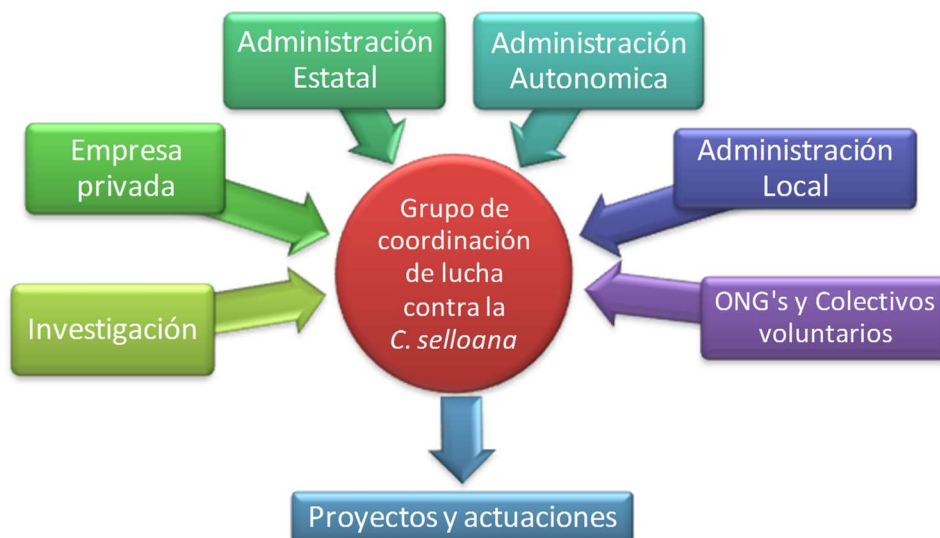 Administración
Estatal
Administración
Autonomica
Empresa
privada
Administración
Local
Grupo de
coordinación
de lucha
contra la
C. selloana
Investigación
ONG's y Colectivos
voluntarios
Proyectos y actuaciones